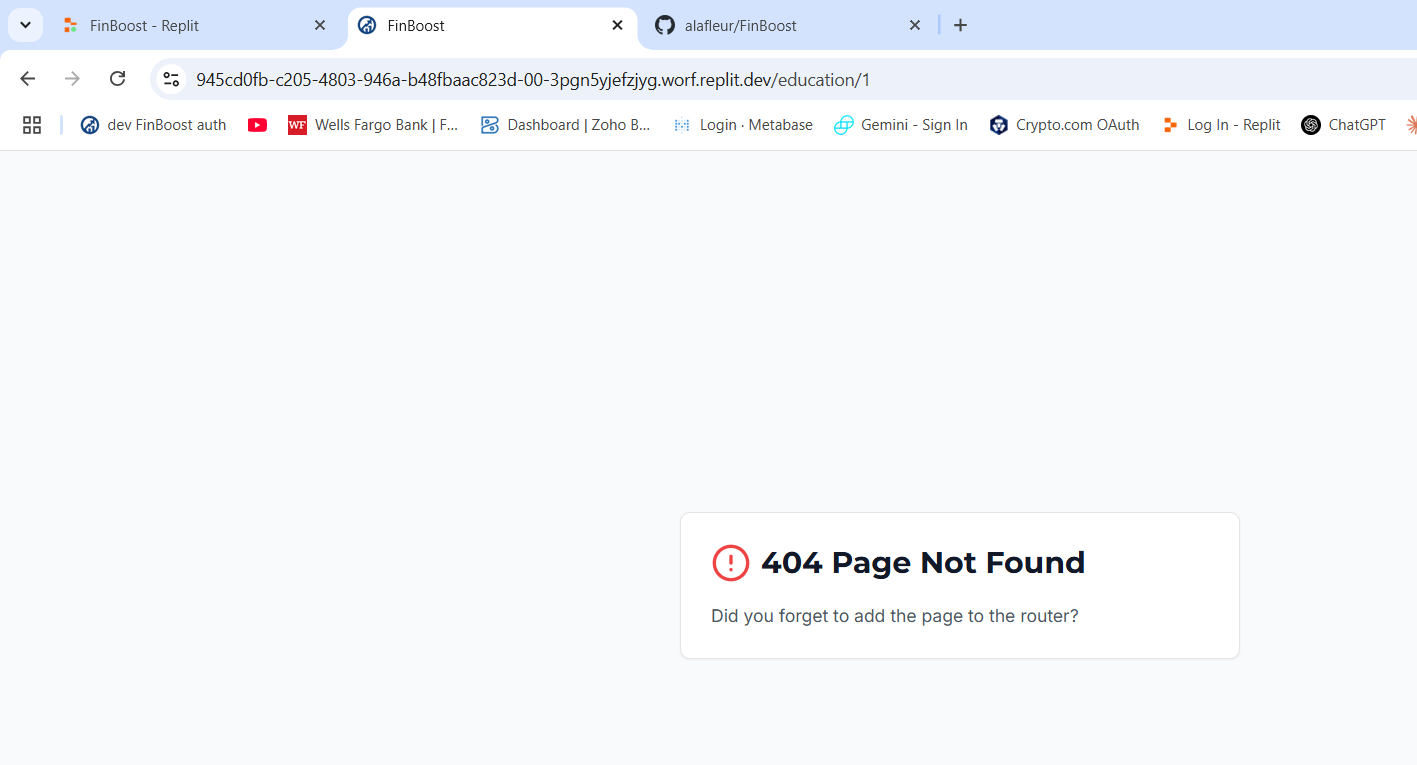 FinBoost - Replit
FinBoost
alafleur/FinBoost
945cd0fb-c205-4803-946a-b48fbaac823d-00-3pgn5yjefzjyg.worf.replit.dev/education/1
dev FinBoost auth
WF Wells Fargo Bank | F...
Dashboard | Zoho B...
Login · Metabase
Gemini - Sign In
Crypto.com OAuth
Log In - Replit
ChatGPT
404 Page Not Found
Did you forget to add the page to the router?